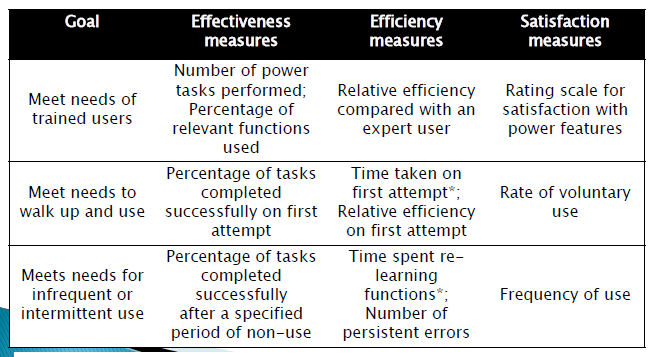 Goal
Effectiveness
measures
Efficiency
measures
Satisfaction
measures
Meet needs of
trained users
Number of power
tasks performed;
Percentage of
relevant functions
used
Relative efficiency
compared with an
expert user
Rating scale for
satisfaction with
power features
Meet needs to
walk up and use
Percentage of tasks
completed
successfully on first
attempt
Time taken on
first attempt*;
Relative efficiency
on first attempt
Rate of voluntary
use
Meets needs for
infrequent or
intermittent use
Percentage of tasks
completed
successfully
after a specified
period of non-use
Time spent re-
learning
functions*;
Number of
persistent errors
Frequency of use